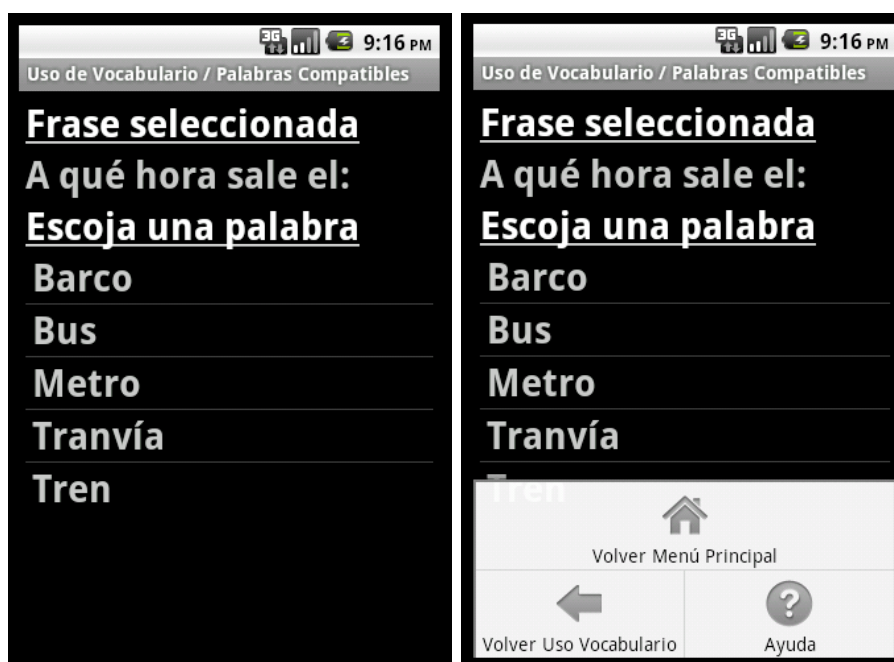 3G 9:16 PM
Uso de Vocabulario / Palabras Compatibles
Frase seleccionada
A qué hora sale el:
Escoja una palabra
Barco
Bus
Metro
Tranvía
Tren
3G 9:16 PM
Uso de Vocabulario / Palabras Compatibles
Frase seleccionada
A qué hora sale el:
Escoja una palabra
Barco
Bus
Metro
Tranvía
Tren
Volver Menú Principal
Volver Uso Vocabulario
? Ayuda